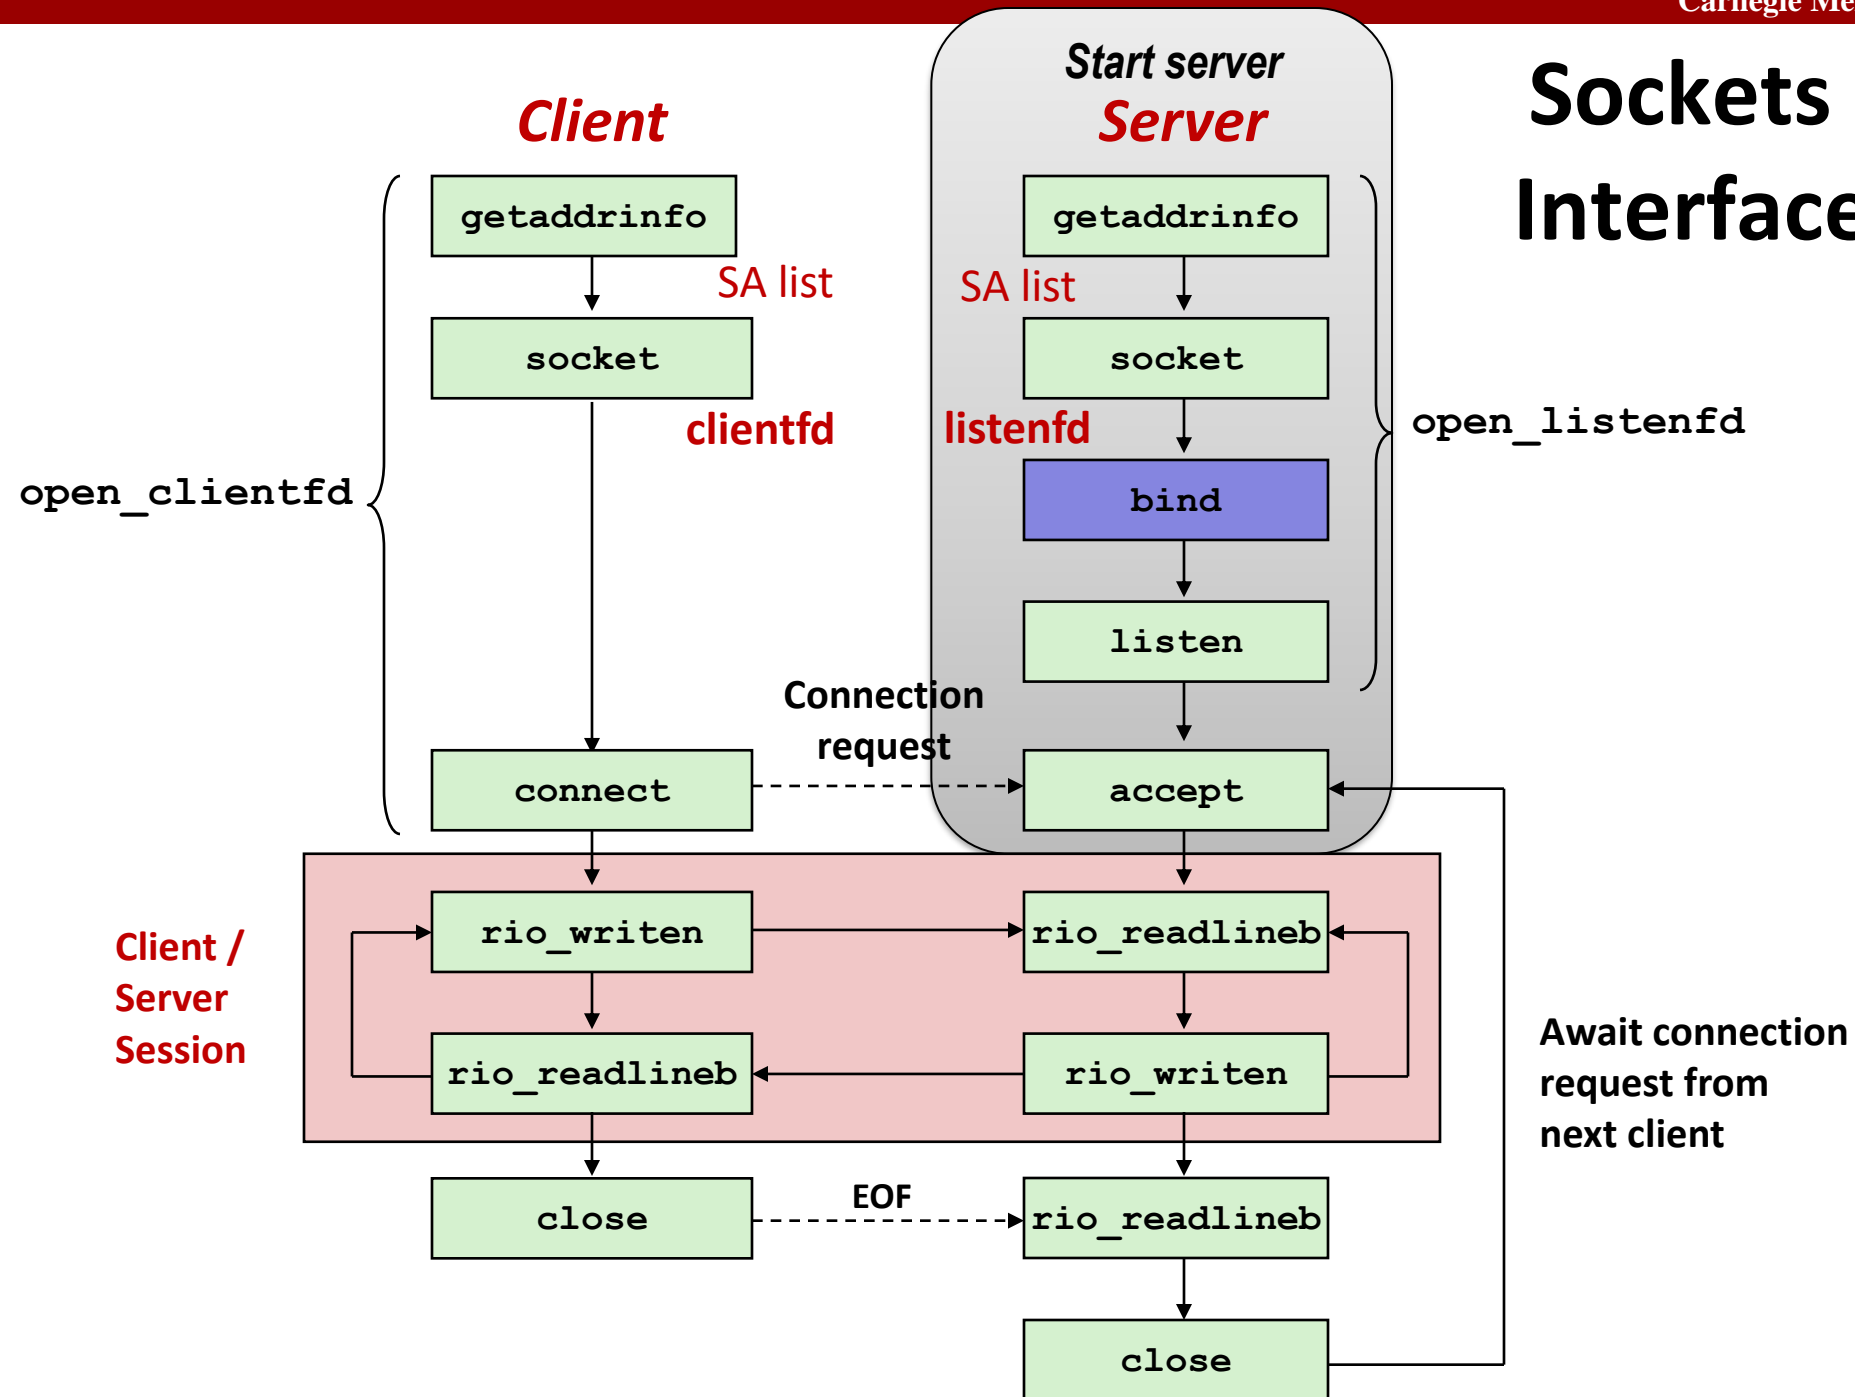 Carnegie Me
Start server
Sockets
Interface
Client
Server
getaddrinfo
getaddrinfo
SA list
SA list
socket
socket
clientfd
listenfd
open_listenfd
open_clientfd
bind
listen
Connection
request
connect
accept
Client /
Server
Session
rio_writen
rio_readlineb
rio_readlineb
rio_writen
Await connection
request from
next client
close
EOF
rio_readlineb
close